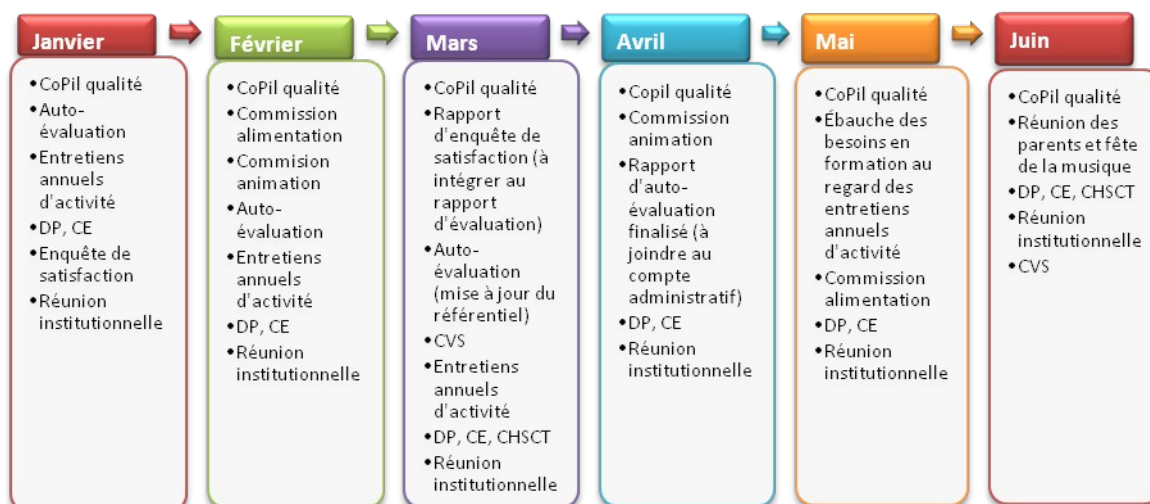 Janvier
CoPil qualité
Auto-
évaluation
Entretiens
annuels
d'activité
DP, CE
Enquête de
satisfaction
Réunion
institutionnelle
Février
CoPil qualité
Commission
alimentation
Commision
animation
Auto-
évaluation
Entretiens
annuels
d'activité
DP, CE
Réunion
institutionnelle
Mars
CoPil qualité
Rapport
d'enquête de
satisfaction (à
intégrer au
rapport
d'évaluation)
Auto-
évaluation
(mise à jour du
référentiel)
CVS
Entretiens
annuels
d'activité
DP, CE, CHSCT
Réunion
institutionnelle
Avril
Copil qualité
Commission
animation
Rapport
d'auto-
évaluation
finalisé (à
joindre au
compte
administratif)
DP, CE
Réunion
institutionnelle
Mai
CoPil qualité
Ébauche des
besoins en
formation au
regard des
entretiens
annuels
d'activité
Commission
alimentation
DP, CE
Réunion
institutionnelle
Juin
CoPil qualité
Réunion des
parents et fête
de la musique
DP, CE, CHSCT
Réunion
institutionnelle
CVS